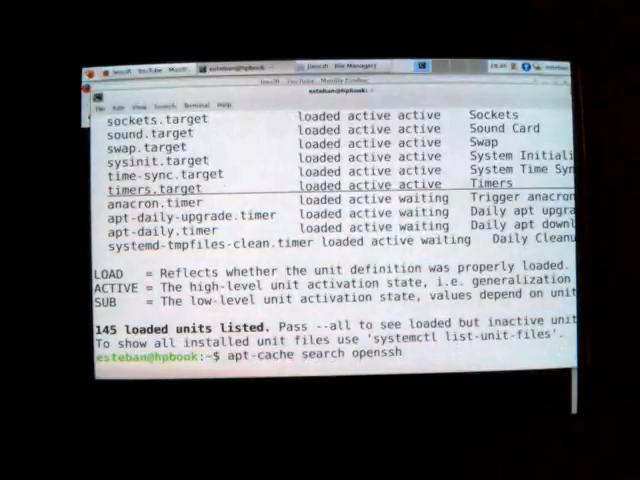 esteban@hpbook: ~
File Edit View Search Terminal Help
sockets.target loaded active active Sockets
sound.target loaded active active Sound Card
swap.target loaded active active Swap
sysinit.target loaded active active System Initiali
time-sync.target loaded active active System Time Syn
timers.target loaded active active Timers
anacron.timer loaded active waiting Trigger anacron
apt-daily-upgrade.timer loaded active waiting Daily apt upgra
apt-daily.timer loaded active waiting Daily apt downl
systemd-tmpfiles-clean.timer loaded active waiting Daily Cleanu
LOAD = Reflects whether the unit definition was properly loaded.
ACTIVE = The high-level unit activation state, i.e. generalization
SUB = The low-level unit activation state, values depend on unit
145 loaded units listed. Pass --all to see loaded but inactive unit
To show all installed unit files use 'systemctl list-unit-files'.
esteban@hpbook:~$ apt-cache search openssh